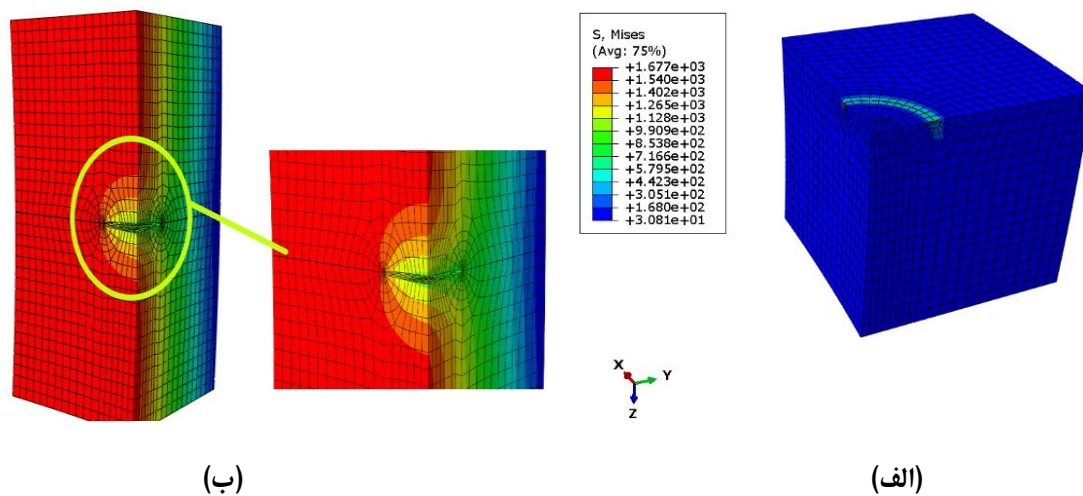 S, Mises
(Avg: 75%)
+1.677e+03
+1.540e+03
+1.402e+03
+1.265e+03
+1.128e+03
+9.909e+02
+8.538e+02
+7.166e+02
+5.795e+02
+4.423e+02
+3.051e+02
+1.680e+02
+3.081e+01
X
Y
Z
(الف)
(ب)